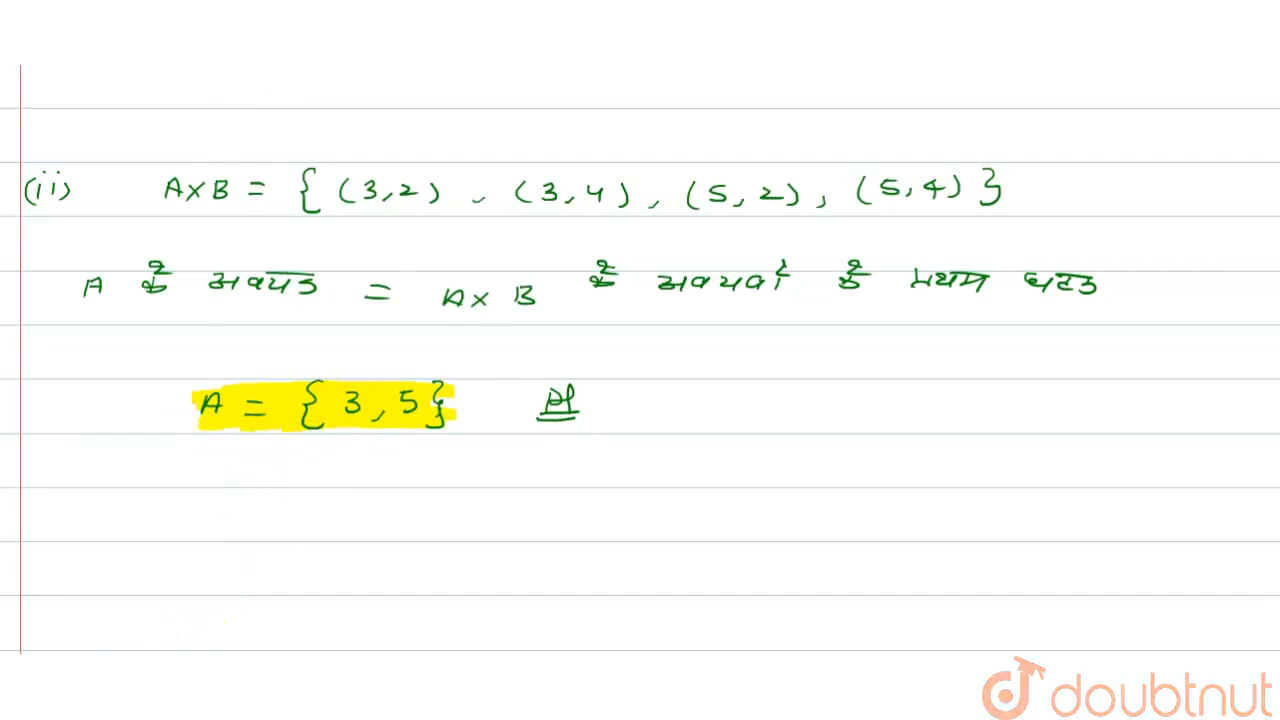 (ii) A×B = { (3,2) , (3,4) , (5,2) , (5,4) }
A के अवयव = A×B के अवयवों के प्रथम घटक
A = { 3 , 5 }
doubtnut